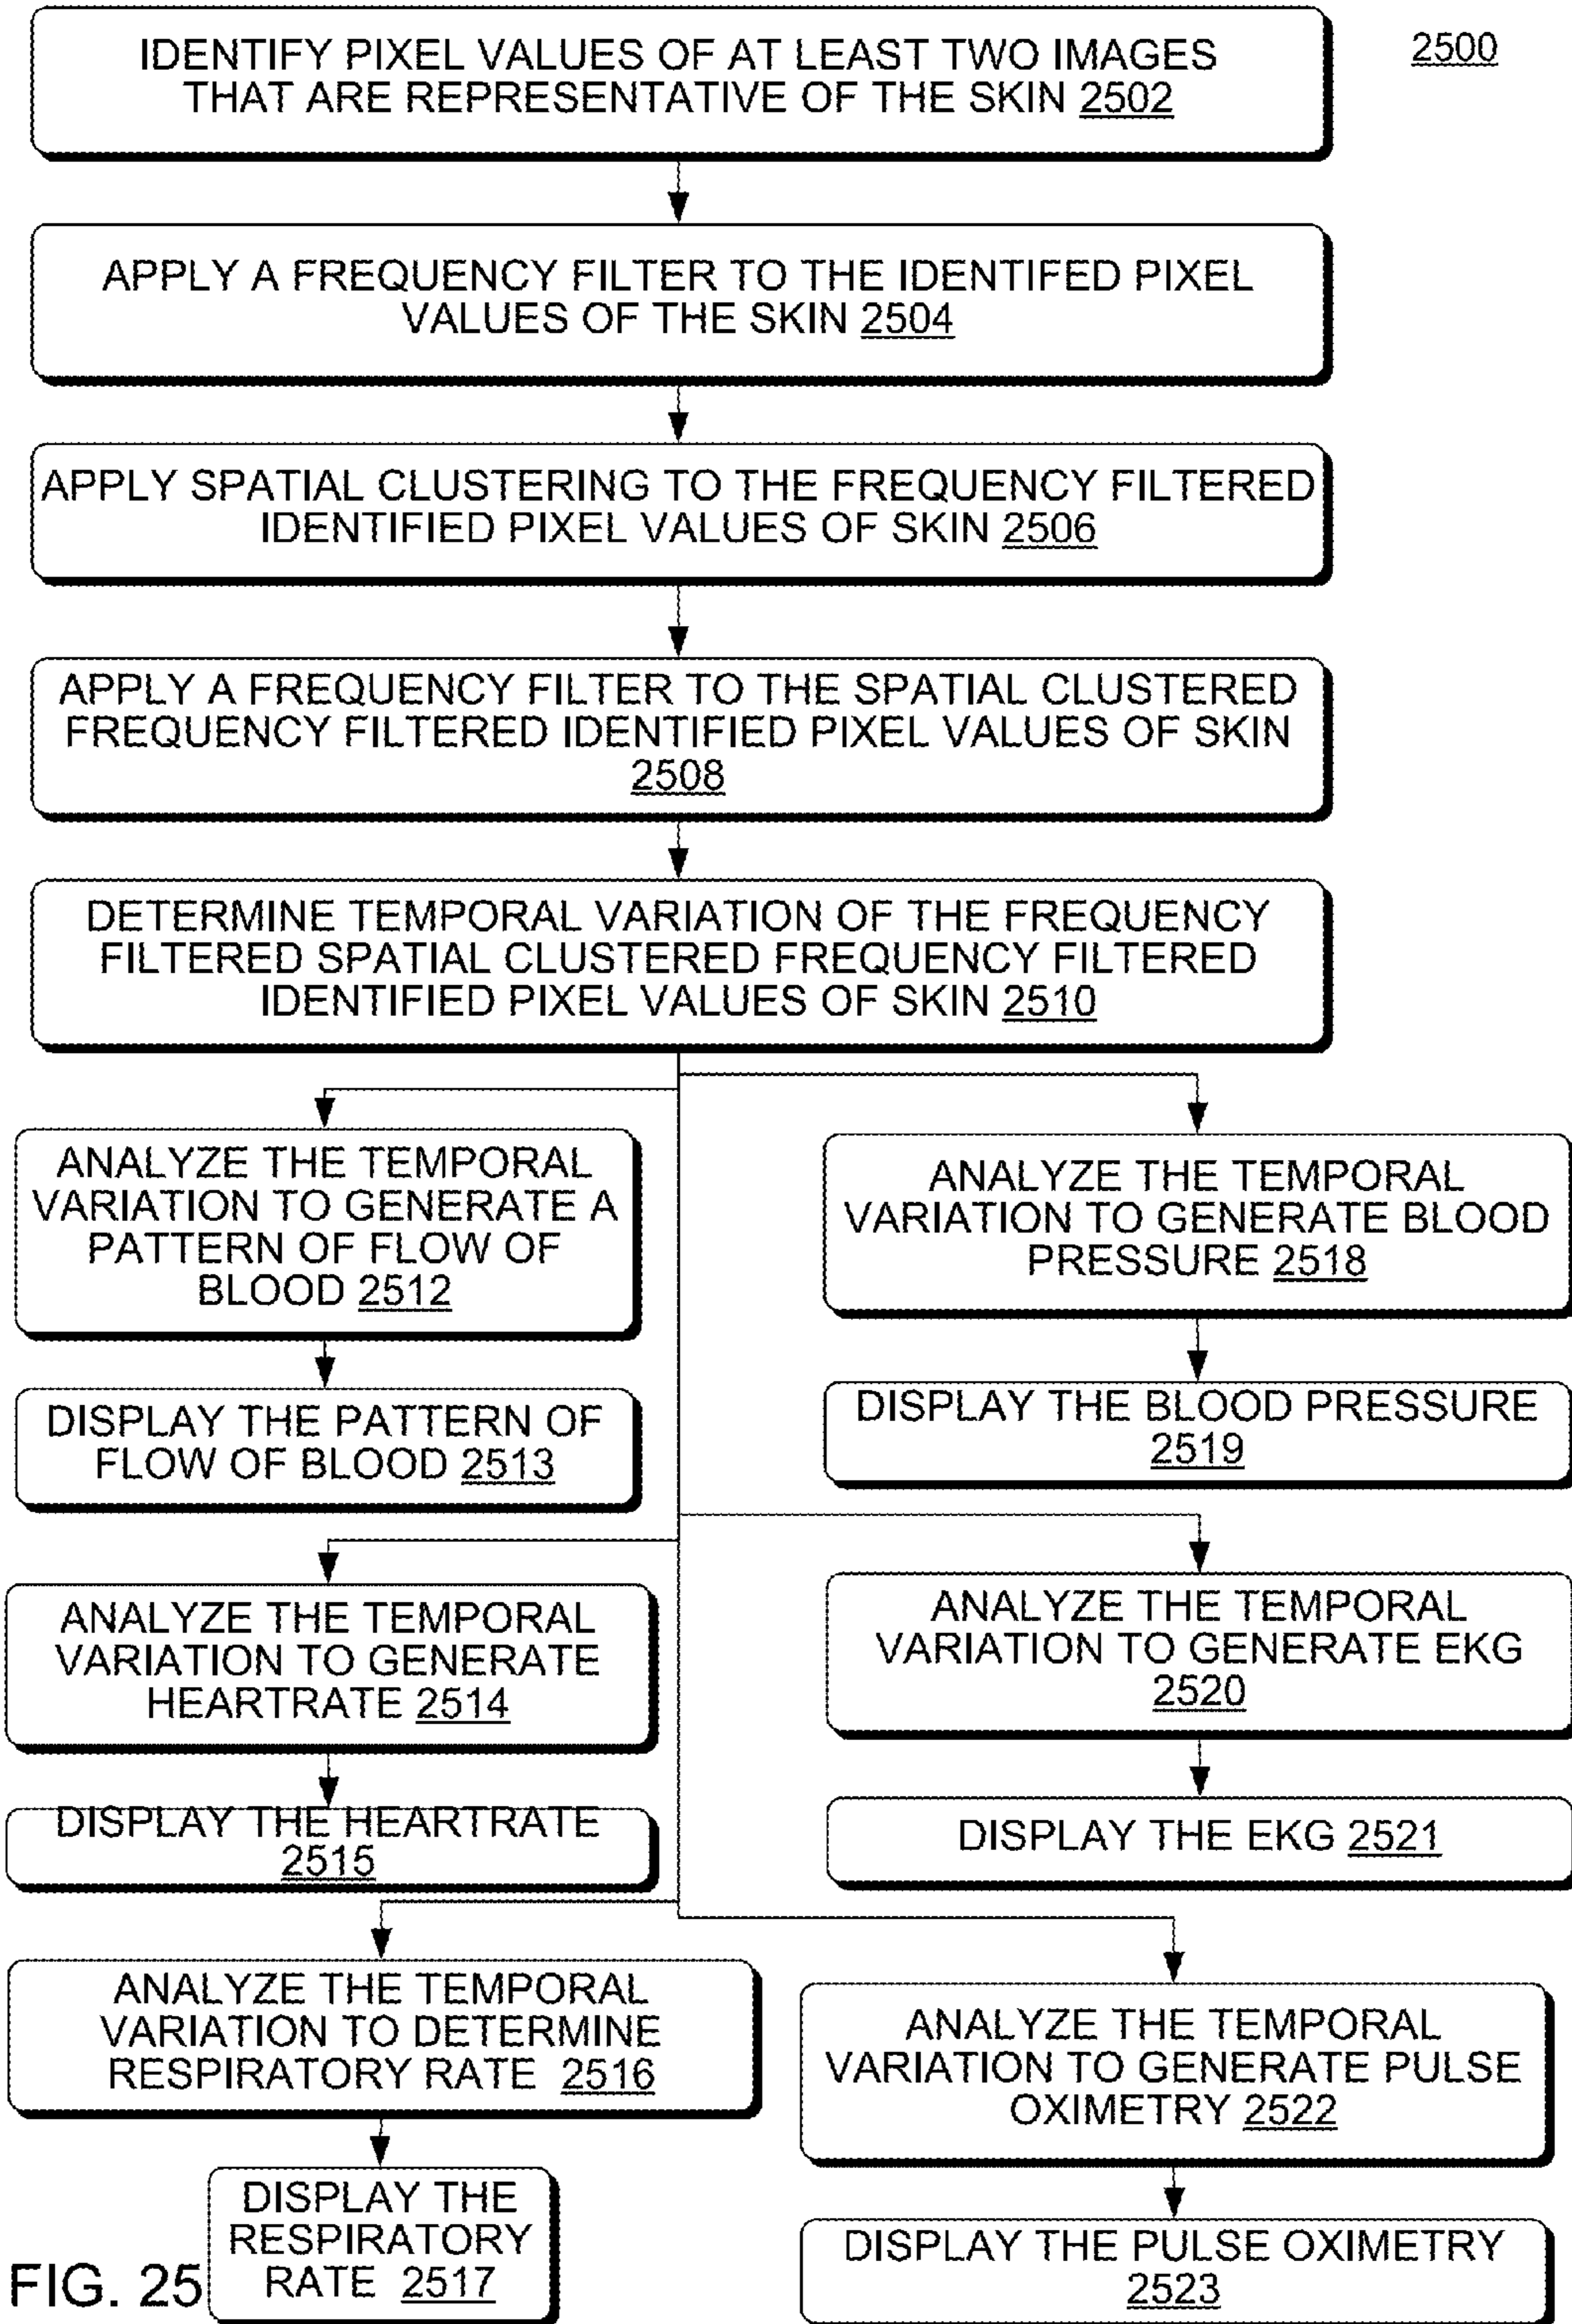 IDENTIFY PIXEL VALUES OF AT LEAST TWO IMAGES
THAT ARE REPRESENTATIVE OF THE SKIN 2502
2500
APPLY A FREQUENCY FILTER TO THE IDENTIFED PIXEL
VALUES OF THE SKIN 2504
APPLY SPATIAL CLUSTERING TO THE FREQUENCY FILTERED
IDENTIFIED PIXEL VALUES OF SKIN 2506
APPLY A FREQUENCY FILTER TO THE SPATIAL CLUSTERED
FREQUENCY FILTERED IDENTIFIED PIXEL VALUES OF SKIN
2508
DETERMINE TEMPORAL VARIATION OF THE FREQUENCY
FILTERED SPATIAL CLUSTERED FREQUENCY FILTERED
IDENTIFIED PIXEL VALUES OF SKIN 2510
ANALYZE THE TEMPORAL
VARIATION TO GENERATE A
PATTERN OF FLOW OF
BLOOD 2512
ANALYZE THE TEMPORAL
VARIATION TO GENERATE BLOOD
PRESSURE 2518
DISPLAY THE PATTERN OF
FLOW OF BLOOD 2513
DISPLAY THE BLOOD PRESSURE
2519
ANALYZE THE TEMPORAL
VARIATION TO GENERATE
HEARTRATE 2514
ANALYZE THE TEMPORAL
VARIATION TO GENERATE EKG
2520
DISPLAY THE HEARTRATE
2515
DISPLAY THE EKG 2521
ANALYZE THE TEMPORAL
VARIATION TO DETERMINE
RESPIRATORY RATE 2516
ANALYZE THE TEMPORAL
VARIATION TO GENERATE PULSE
OXIMETRY 2522
DISPLAY THE
RESPIRATORY
RATE 2517
DISPLAY THE PULSE OXIMETRY
2523
FIG. 25